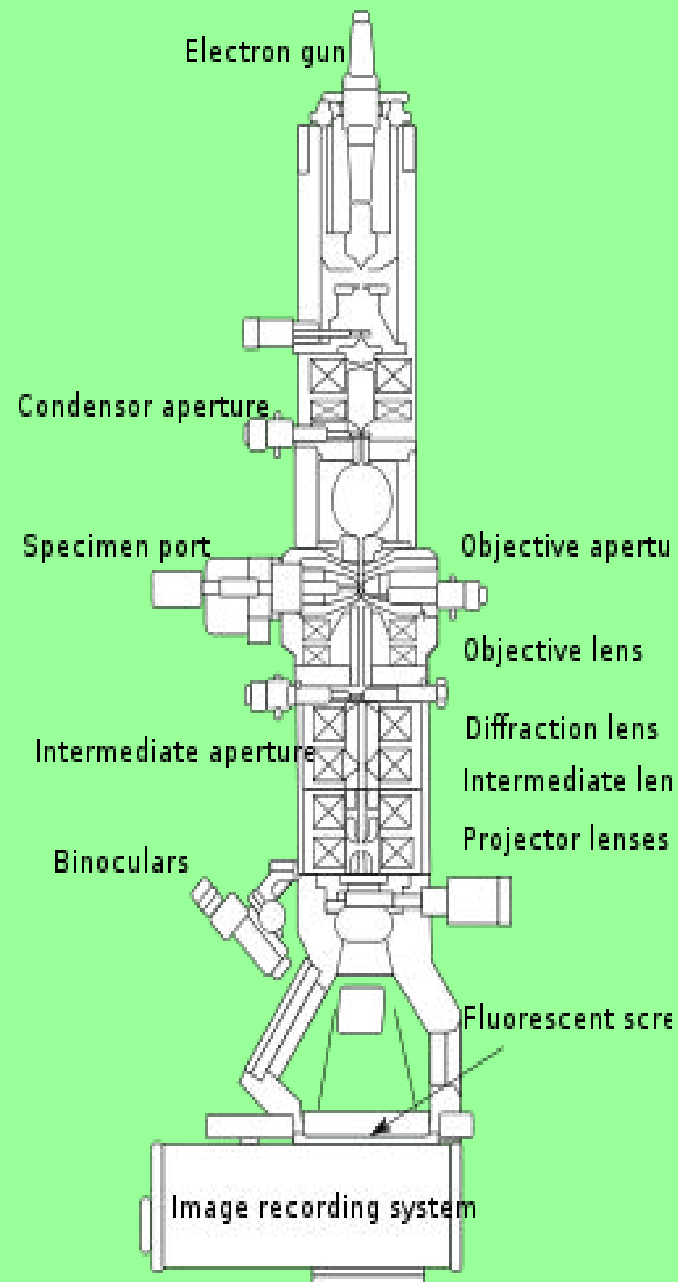 Electron gun
Condensor aperture
Specimen port
Objective apertu
Objective lens
Diffraction lens
Intermediate aperture
Intermediate len
Projector lenses
Binoculars
Fluorescent scre
Image recording system